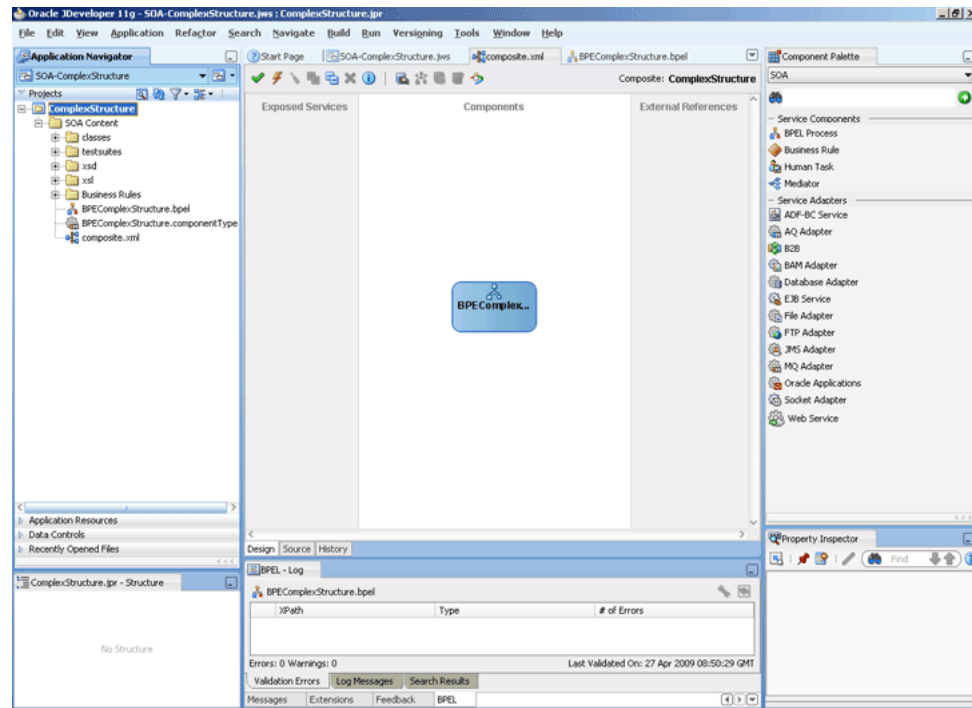 Oracle JDeveloper 11g - SOA-ComplexStructure.jws : ComplexStructure.jpr
File Edit View Application Refactor Search Navigate Build Run Versigning Tools Window Help
Application Navigator
SOA-ComplexStructure
Projects
ComplexStructure
SOA Content
classes
testsuites
xsd
xsl
Business Rules
BPEComplexStructure.bpel
BPEComplexStructure.componentType
composite.xml
Application Resources
Data Controls
Recently Opened Files
ComplexStructure.jpr - Structure
No Structure
Start Page SOA-ComplexStructure.jws composite.xml BPEComplexStructure.bpel
Composite: ComplexStructure
Exposed Services Components External References
BPEComplex...
Design Source History
BPEL - Log
BPEComplexStructure.bpel
XPath Type # of Errors
Errors: 0 Warnings: 0 Last Validated On: 27 Apr 2009 08:50:29 GMT
Validation Errors Log Messages Search Results
Messages Extensions Feedback BPEL
Component Palette
SOA
Service Components
BPEL Process
Business Rule
Human Task
Mediator
Service Adapters
ADF-BC Service
AQ Adapter
B2B
BAM Adapter
Database Adapter
EJB Service
File Adapter
FTP Adapter
JMS Adapter
MQ Adapter
Oracle Applications
Socket Adapter
Web Service
Property Inspector
Find